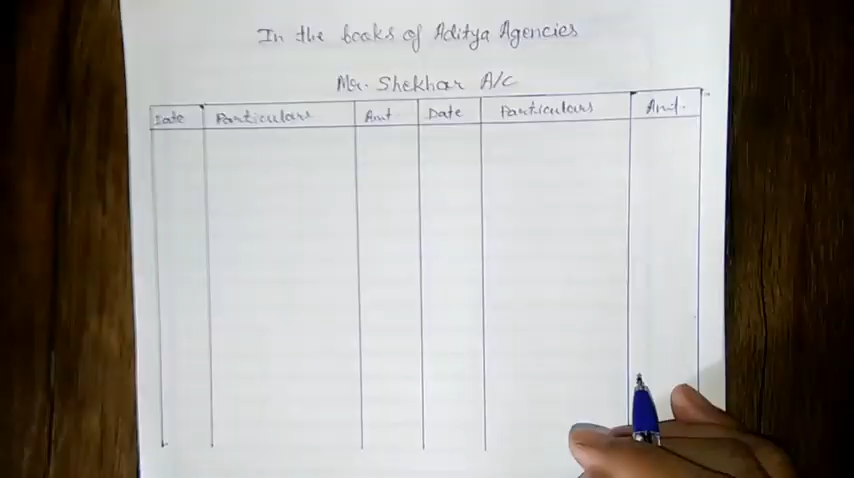 In the books of Aditya Agencies
Mr. Shekhar A/C
Date Particulars Amt. Date Particulars Amt.